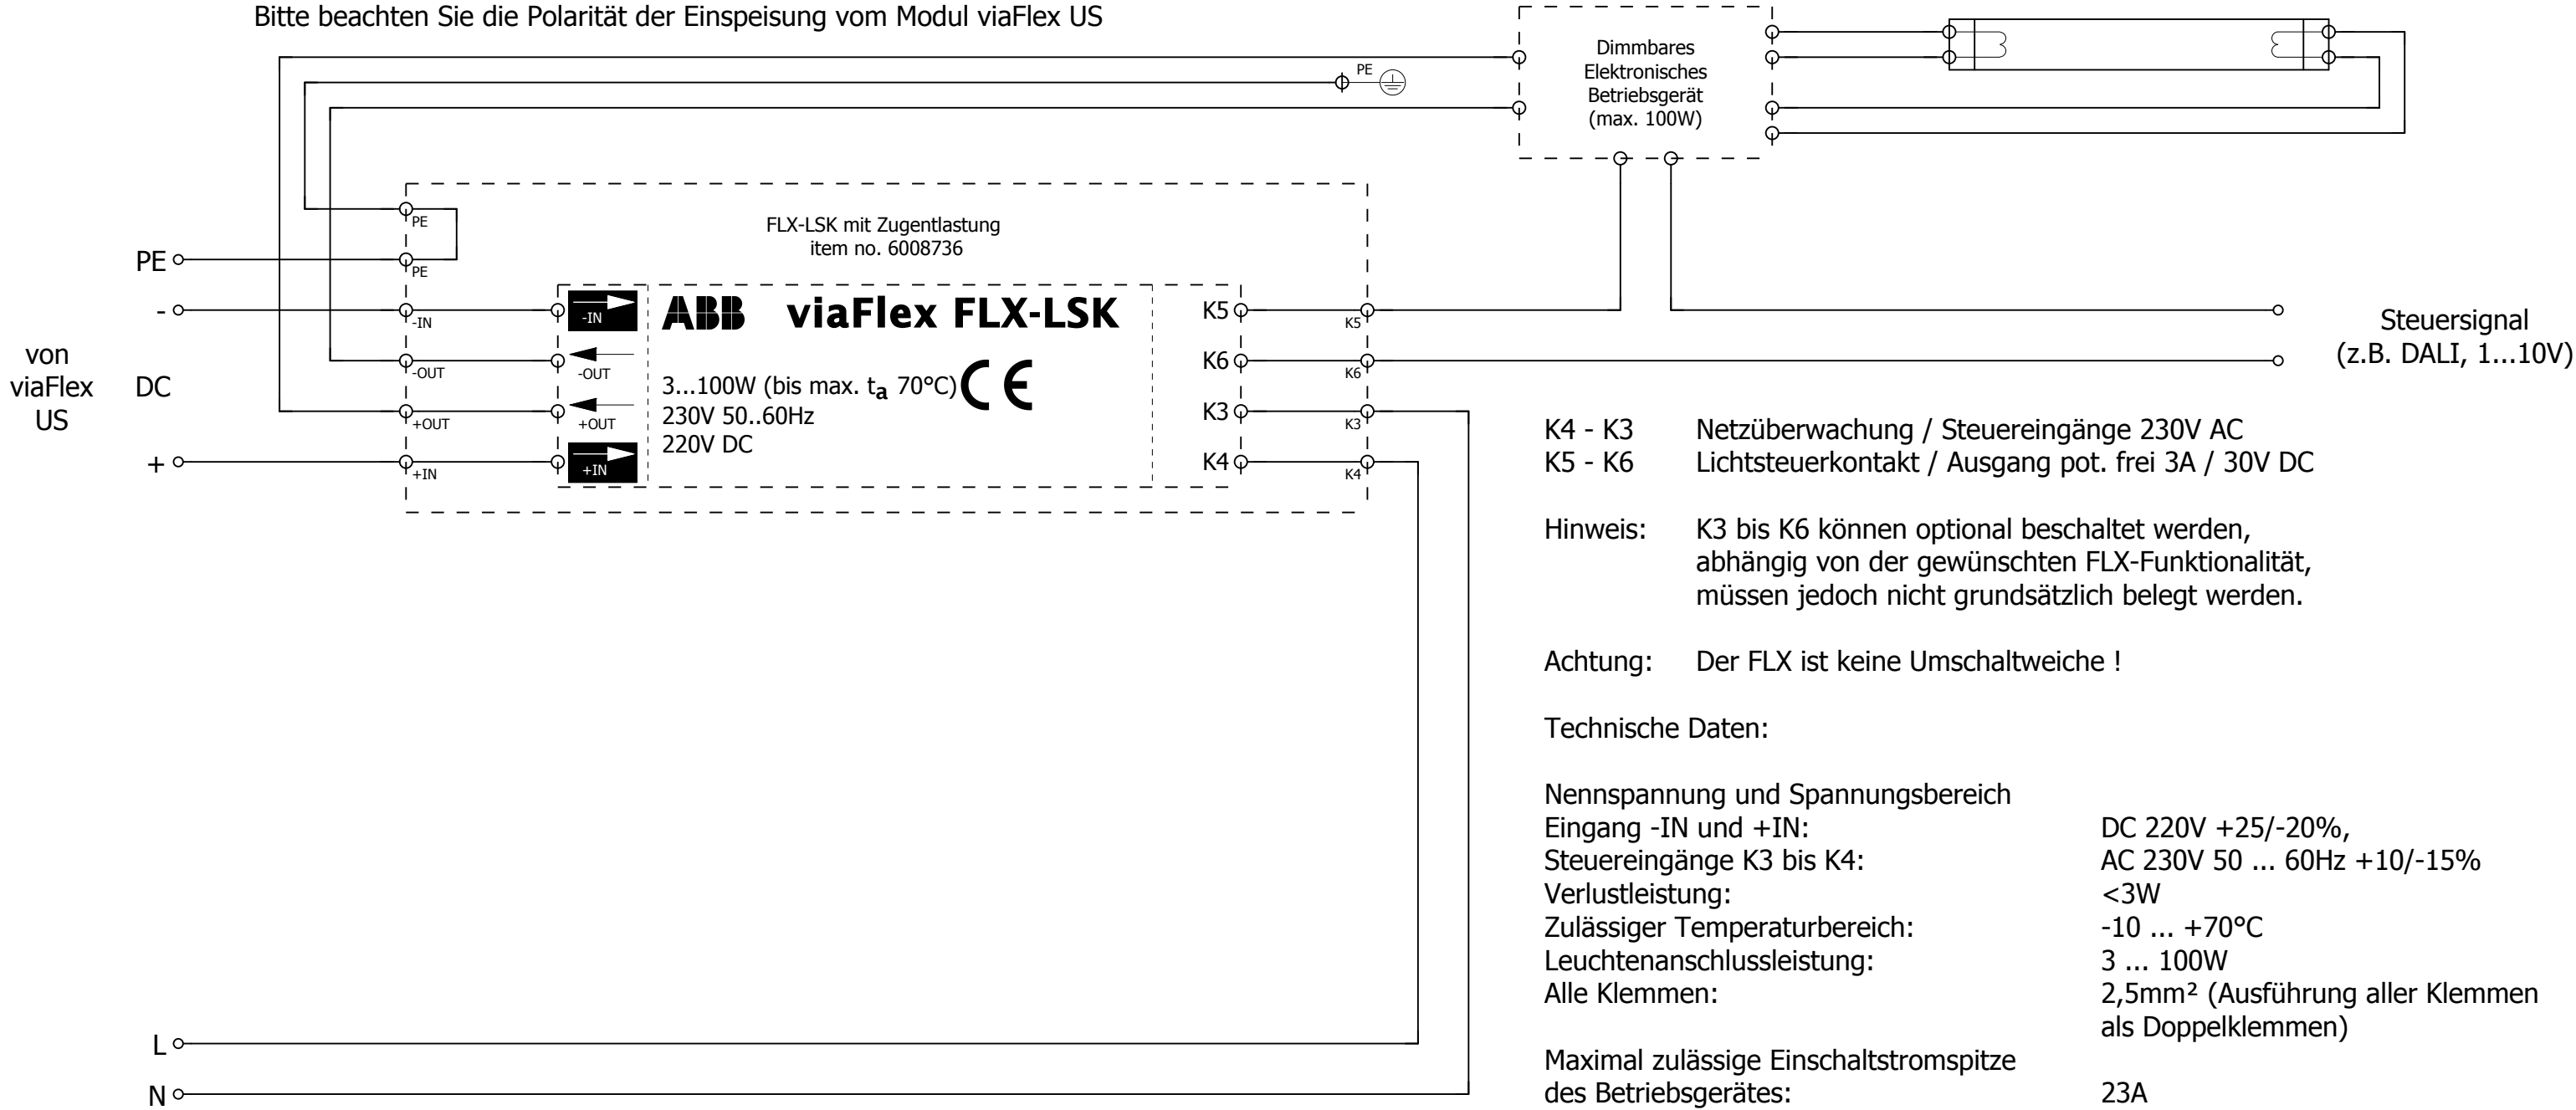 Bitte beachten Sie die Polarität der Einspeisung vom Modul viaFlex US
Dimmbares
Elektronisches
Betriebsgerät
(max. 100W)
PE
FLX-LSK mit Zugentlastung
item no. 6008736
PE
PE
PE
-
-IN
-IN
ABB viaFlex FLX-LSK
K5
K5
von
viaFlex
US
DC
-OUT
-OUT
3...100W (bis max. ta 70°C) CE
230V 50..60Hz
220V DC
K6
K6
+OUT
+OUT
K3
K3
+
+IN
+IN
K4
K4
Steuersignal
(z.B. DALI, 1...10V)
K4 - K3 Netzüberwachung / Steuereingänge 230V AC
K5 - K6 Lichtsteuerkontakt / Ausgang pot. frei 3A / 30V DC
Hinweis: K3 bis K6 können optional beschaltet werden,
abhängig von der gewünschten FLX-Funktionalität,
müssen jedoch nicht grundsätzlich belegt werden.
Achtung: Der FLX ist keine Umschaltweiche !
Technische Daten:
Nennspannung und Spannungsbereich
Eingang -IN und +IN: DC 220V +25/-20%,
Steuereingänge K3 bis K4: AC 230V 50 ... 60Hz +10/-15%
Verlustleistung: <3W
Zulässiger Temperaturbereich: -10 ... +70°C
Leuchtenanschlussleistung: 3 ... 100W
Alle Klemmen: 2,5mm² (Ausführung aller Klemmen
als Doppelklemmen)
Maximal zulässige Einschaltstromspitze
des Betriebsgerätes: 23A
L
N